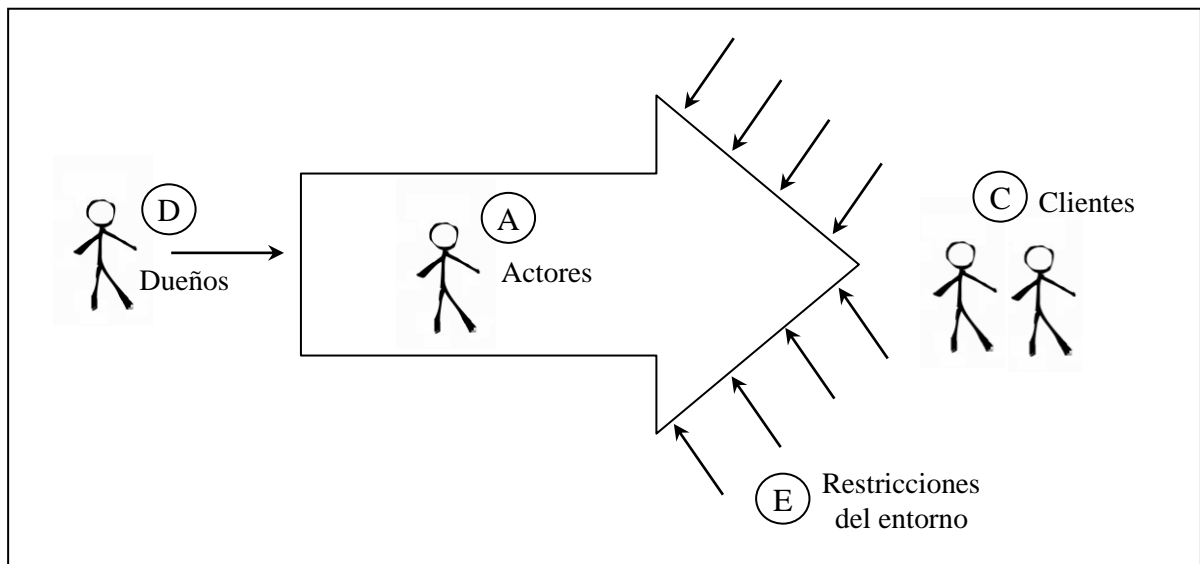 D
Dueños
A
Actores
C Clientes
E Restricciones
del entorno